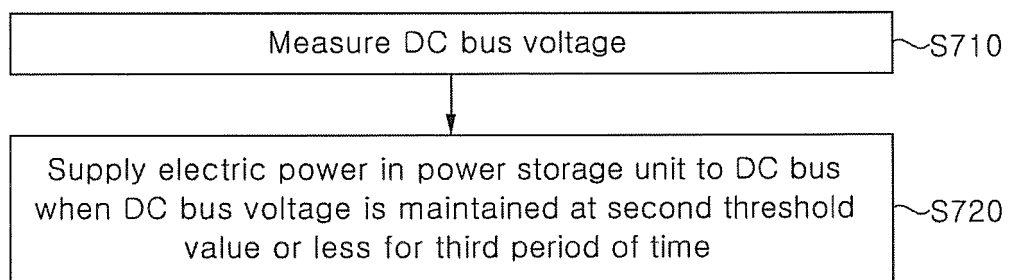 Measure DC bus voltage
S710
Supply electric power in power storage unit to DC bus
when DC bus voltage is maintained at second threshold
value or less for third period of time
S720